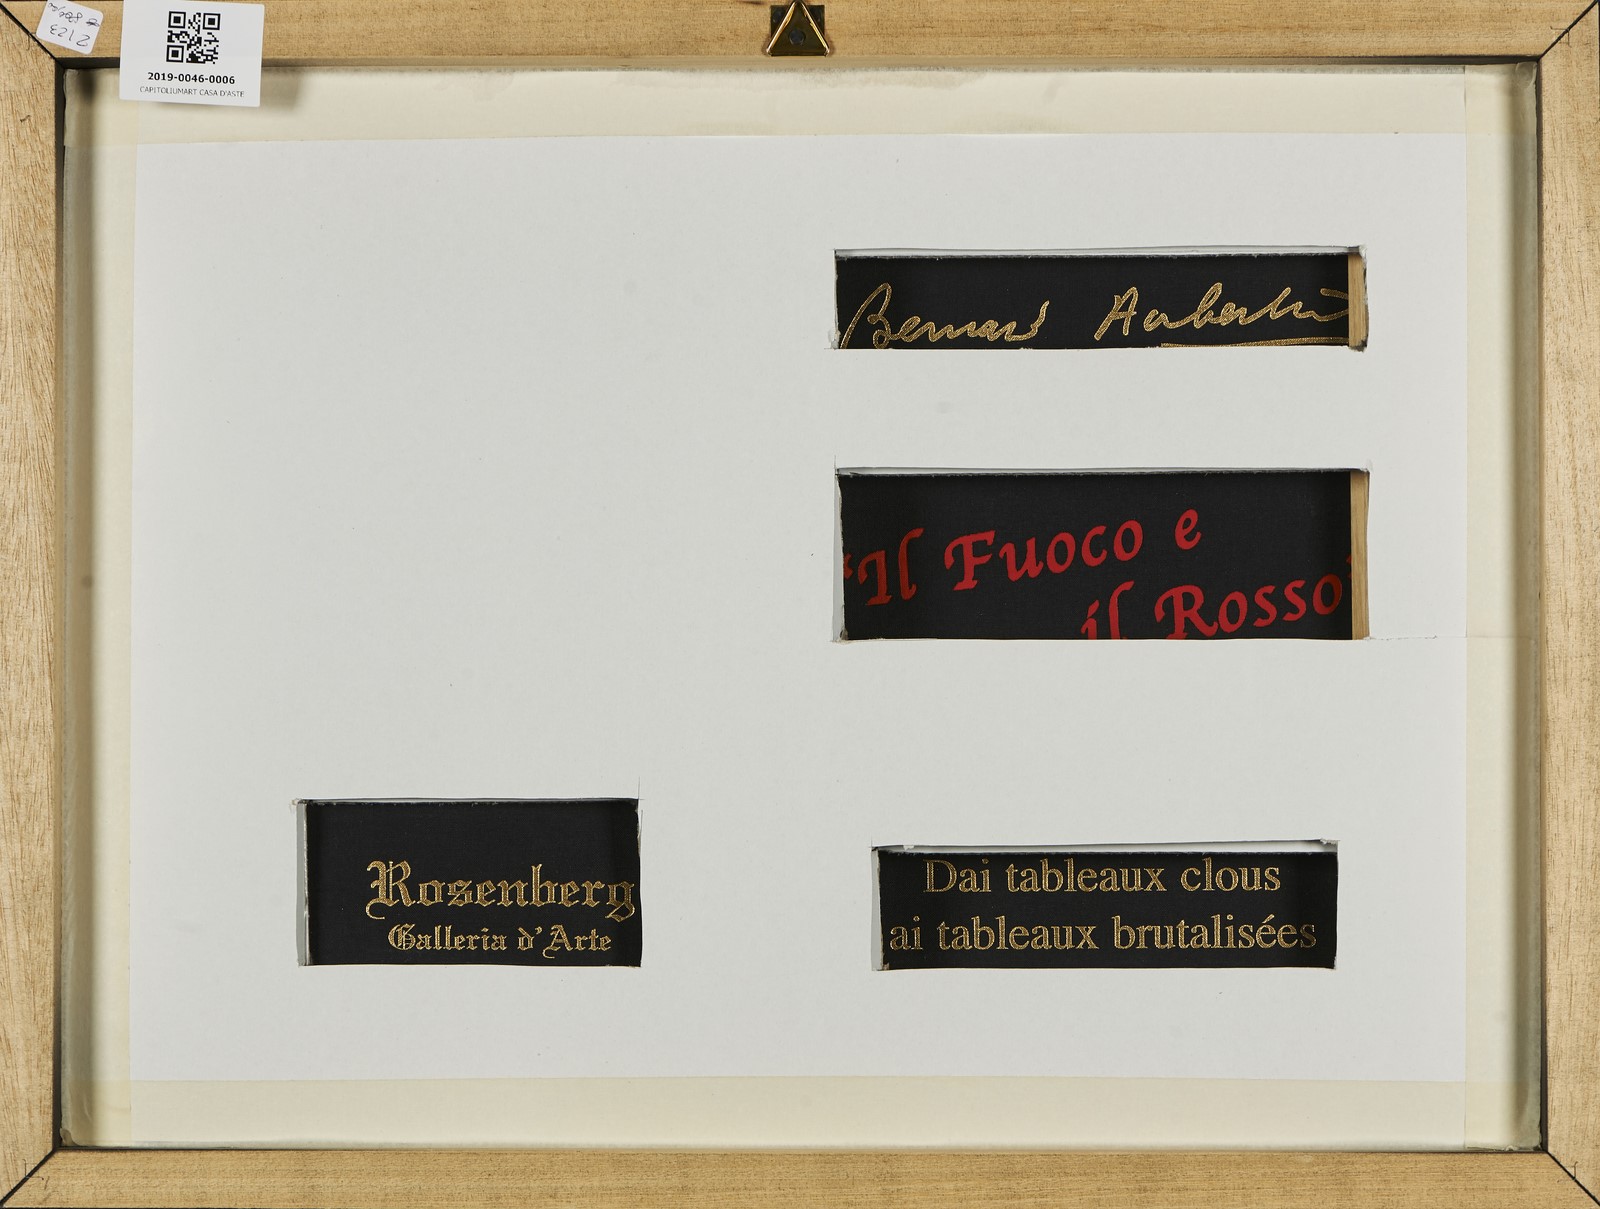 2123
2019-0046-0006
CAPITOLIUMART CASA D'ASTE
Bernard Aubertin
"Il Fuoco e
il Rosso"
Rosenberg
Galleria d'Arte
Dai tableaux clous
ai tableaux brutalisées